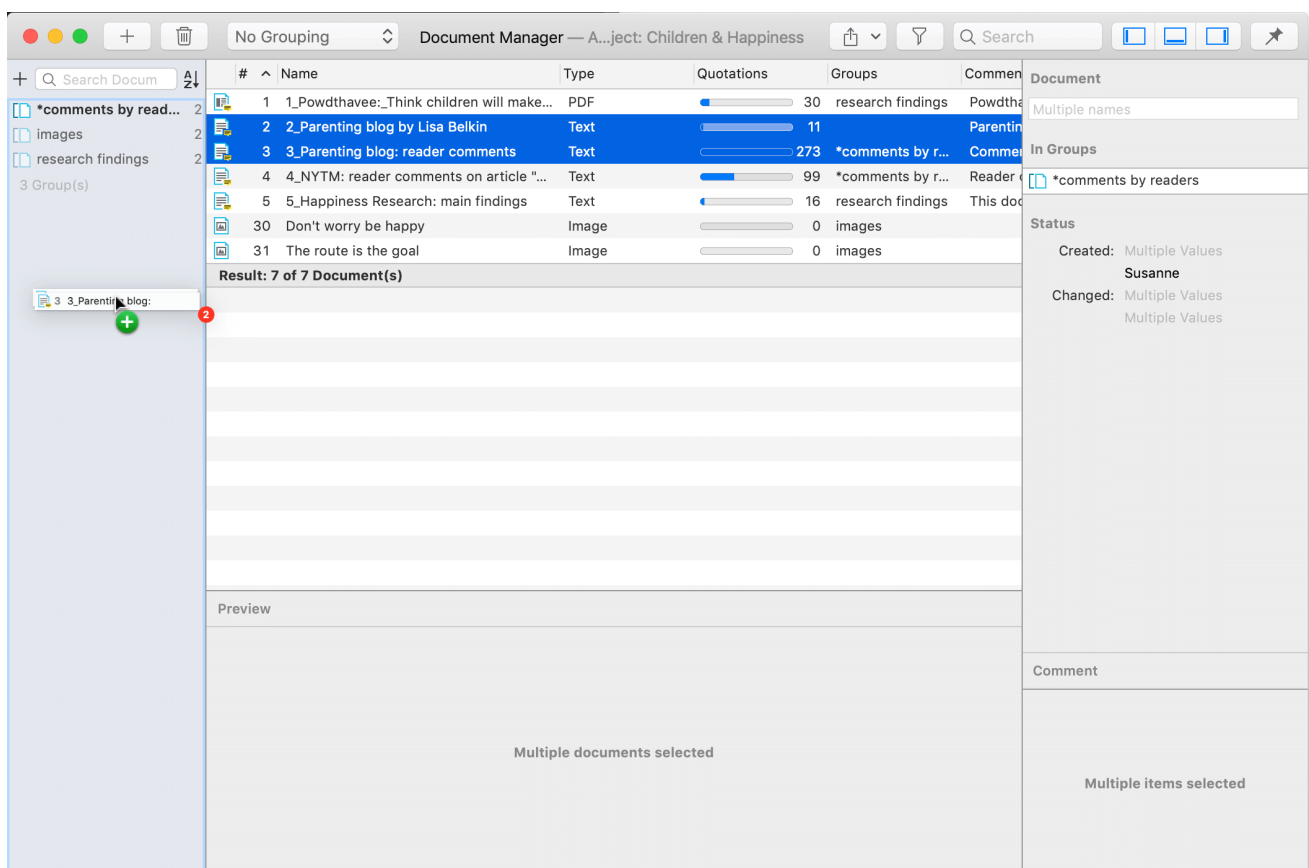 No Grouping
Document Manager — A...ject: Children & Happiness
Search
Search Docum
*comments by read... 2
images 2
research findings 2
3 Group(s)
3 3_Parenting blog:
2
# Name Type Quotations Groups Commen
1 1_Powdthavee:_Think children will make... PDF 30 research findings Powdtha
2 2_Parenting blog by Lisa Belkin Text 11 Parentin
3 3_Parenting blog: reader comments Text 273 *comments by r... Commen
4 4_NYTM: reader comments on article "... Text 99 *comments by r... Reader
5 5_Happiness Research: main findings Text 16 research findings This doc
30 Don't worry be happy Image 0 images
31 The route is the goal Image 0 images
Result: 7 of 7 Document(s)
Preview
Multiple documents selected
Document
Multiple names
In Groups
*comments by readers
Status
Created: Multiple Values
Susanne
Changed: Multiple Values
Multiple Values
Comment
Multiple items selected